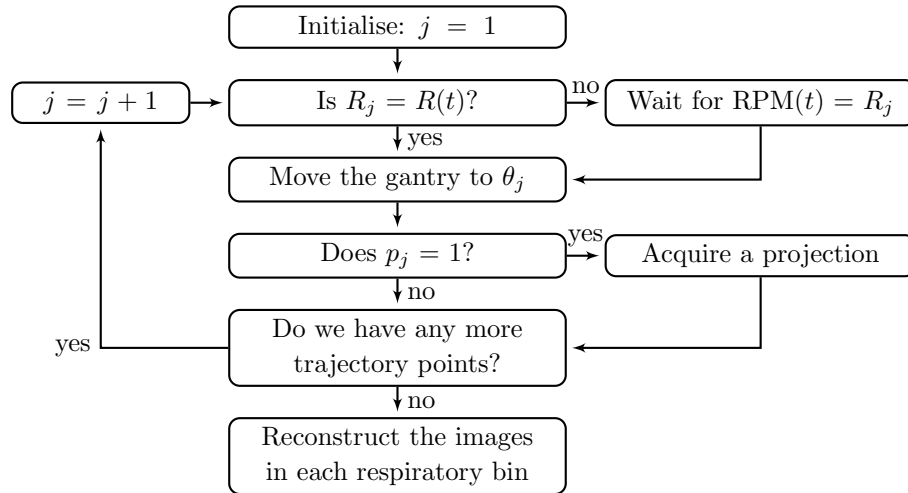 Initialise: j = 1
j = j + 1
Is R_j = R(t)?
no
Wait for RPM(t) = R_j
yes
Move the gantry to θ_j
Does p_j = 1?
yes
Acquire a projection
no
Do we have any more
trajectory points?
yes
no
Reconstruct the images
in each respiratory bin